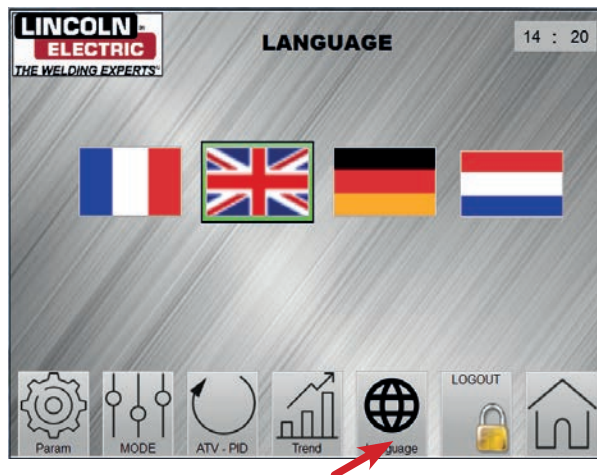 LINCOLN
ELECTRIC
THE WELDING EXPERTS
LANGUAGE
14 : 20
Param
MODE
ATV - PID
Trend
LOGOUT